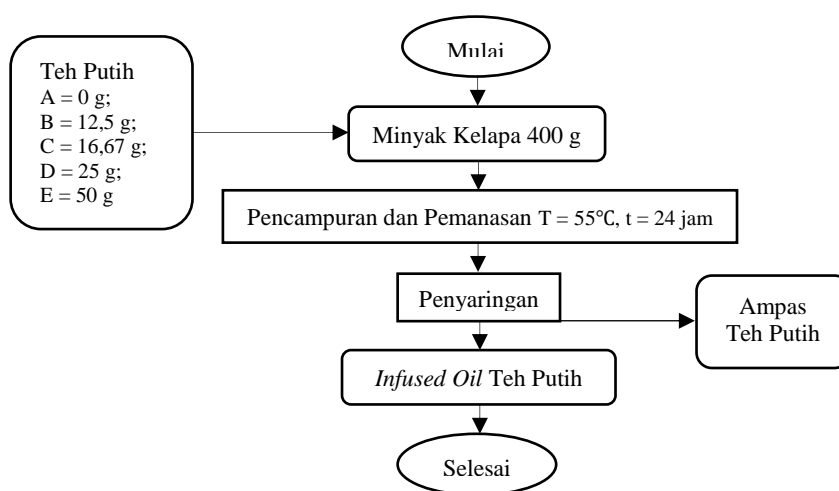 Mulai
Teh Putih
A = 0 g;
B = 12,5 g;
C = 16,67 g;
D = 25 g;
E = 50 g
Minyak Kelapa 400 g
Pencampuran dan Pemanasan T = 55℃, t = 24 jam
Penyaringan
Ampas
Teh Putih
Infused Oil Teh Putih
Selesai